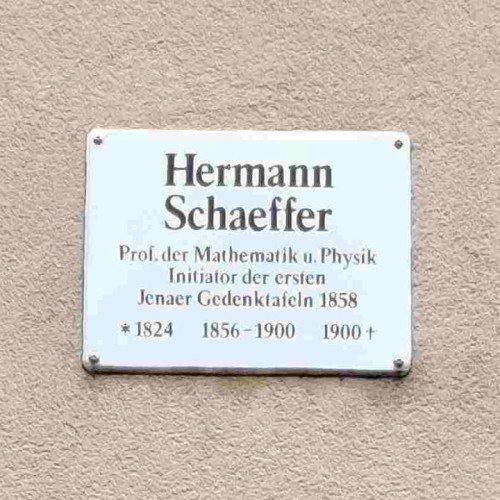 Hermann
Schaeffer
Prof. der Mathematik u. Physik
Initiator der ersten
Jenaer Gedenktafeln 1858
* 1824 1856 - 1900 1900 †